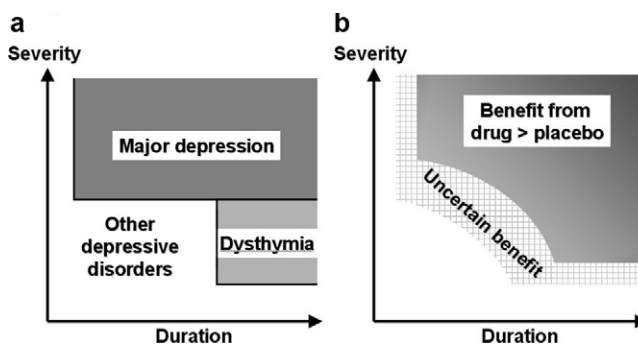 a
Severity
Major depression
Other
depressive
disorders
Dysthymia
Duration
b
Severity
Benefit from
drug > placebo
Uncertain benefit
Duration